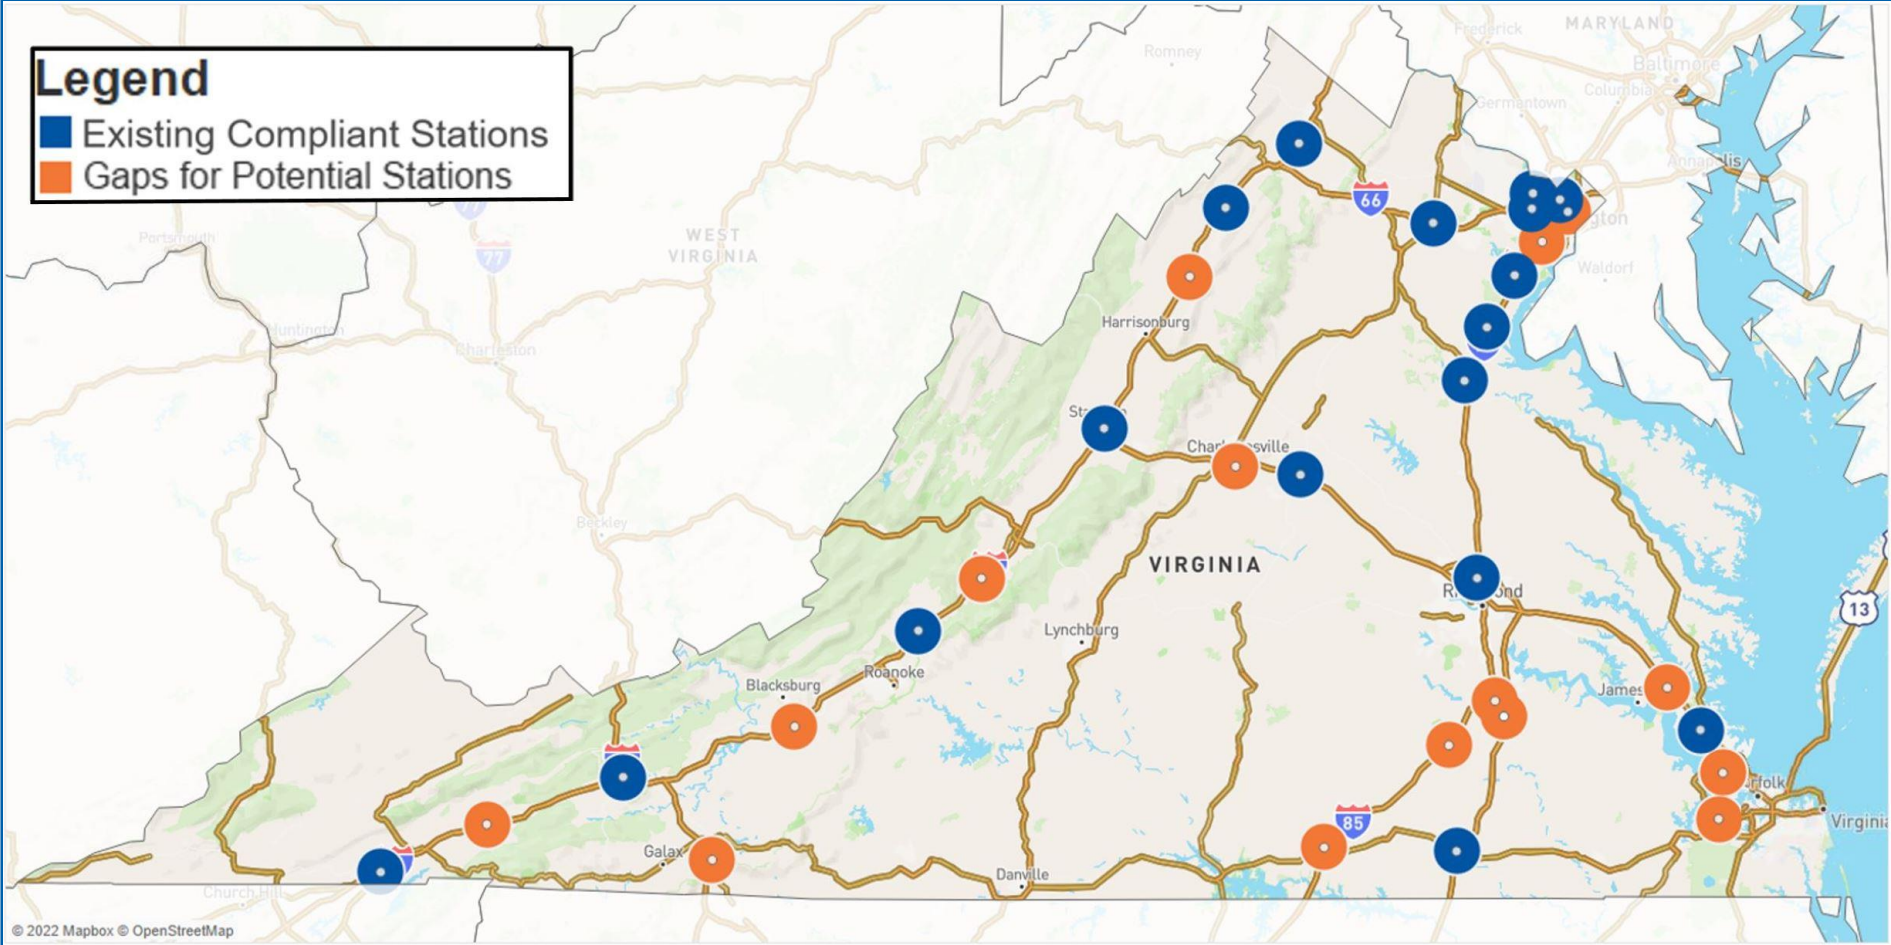 Legend
Existing Compliant Stations
Gaps for Potential Stations
Romney
Frederick
MARYLAND
Baltimore
Columbia
Germantown
Annapolis
66
77
77
Portsmouth
WEST
VIRGINIA
Waldorf
Huntington
Charleston
Harrisonburg
Beckley
VIRGINIA
13
Lynchburg
Roanoke
Blacksburg
85
Galax
Danville
Church Hill
© 2022 Mapbox © OpenStreetMap